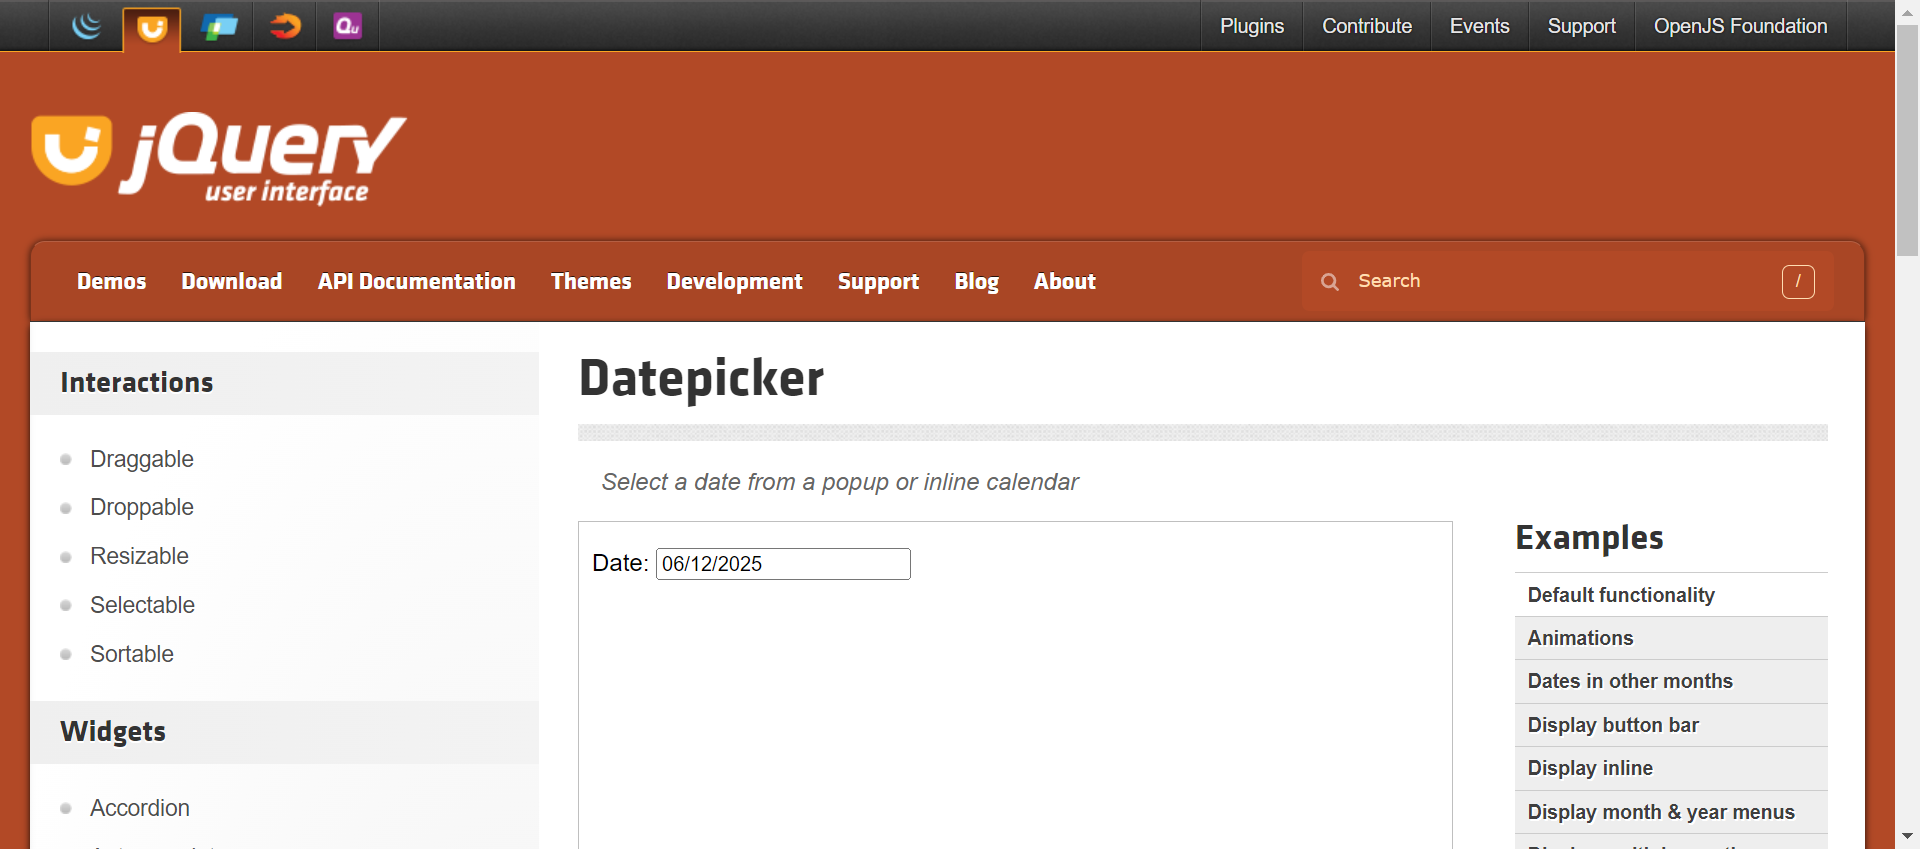 Qu
Plugins
Contribute
Events
Support
OpenJS Foundation
jQuery
user interface
Demos
Download
API Documentation
Themes
Development
Support
Blog
About
Search
/
Interactions
Draggable
Droppable
Resizable
Selectable
Sortable
Widgets
Accordion
Datepicker
Select a date from a popup or inline calendar
Date: 06/12/2025
Examples
Default functionality
Animations
Dates in other months
Display button bar
Display inline
Display month & year menus